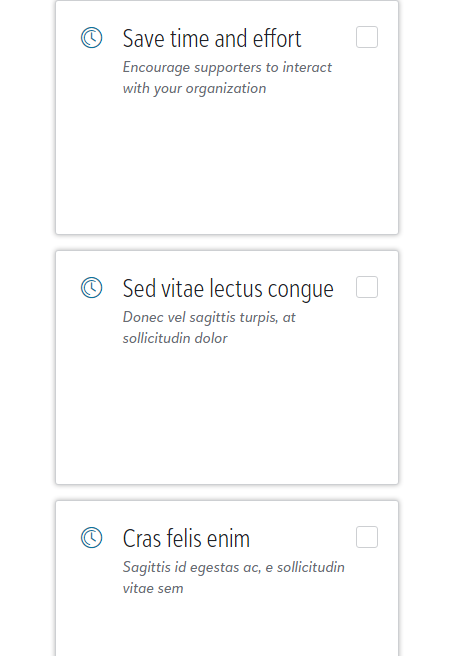 Save time and effort
Encourage supporters to interact
with your organization
Sed vitae lectus congue
Donec vel sagittis turpis, at
sollicitudin dolor
Cras felis enim
Sagittis id egestas ac, e sollicitudin
vitae sem